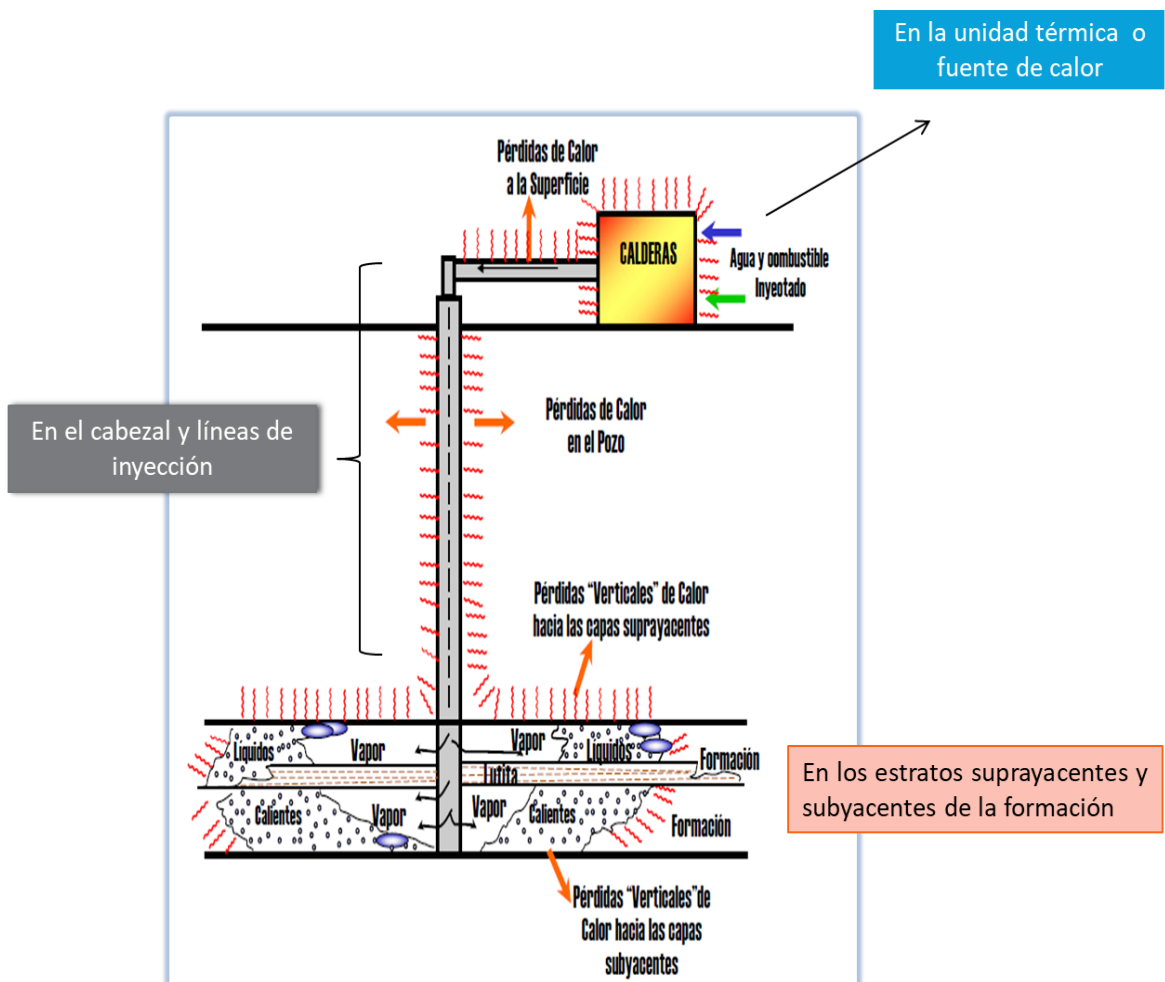 En la unidad térmica o
fuente de calor
Pérdidas de Calor
a la Superficie
CALDERAS
Agua y oombustible
Inyeotado
En el cabezal y líneas de
inyección
Pérdidas de Calor
en el Pozo
Pérdidas "Verticales" de Calor
hacia las capas suprayacentes
Líquidos
Vapor
Vapor
Líquidos
Formación
Lutita
Calientes
Vapor
Vapor
Calientes
Formación
En los estratos suprayacentes y
subyacentes de la formación
Pérdidas "Verticales"de
Calor hacia las capas
subyacentes